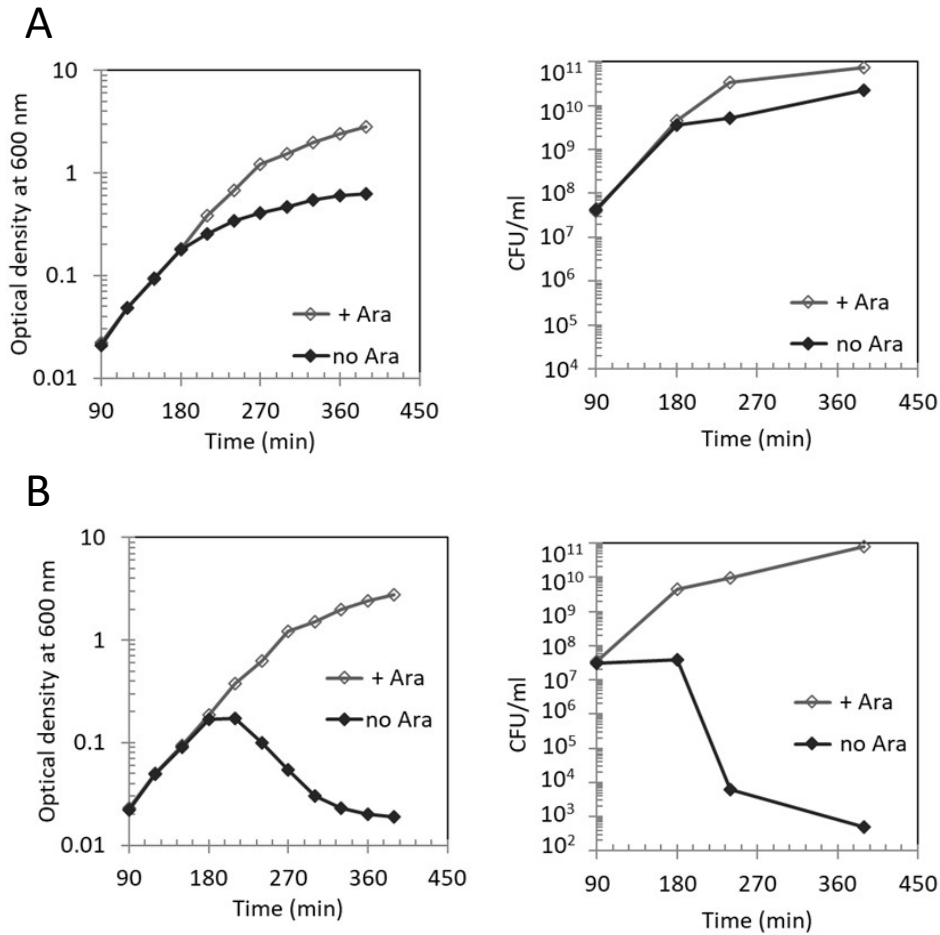 A
Optical density at 600 nm
10
1
0.1
0.01
90 180 270 360 450
Time (min)
+ Ara
no Ara
CFU/ml
10¹¹
10¹⁰
10⁹
10⁸
10⁷
10⁶
10⁵
10⁴
90 180 270 360 450
Time (min)
+ Ara
no Ara
B
Optical density at 600 nm
10
1
0.1
0.01
90 180 270 360 450
Time (min)
+ Ara
no Ara
CFU/ml
10¹¹
10¹⁰
10⁸
10⁷
10⁶
10⁵
10⁴
10³
10²
90 180 270 360 450
Time (min)
+ Ara
no Ara